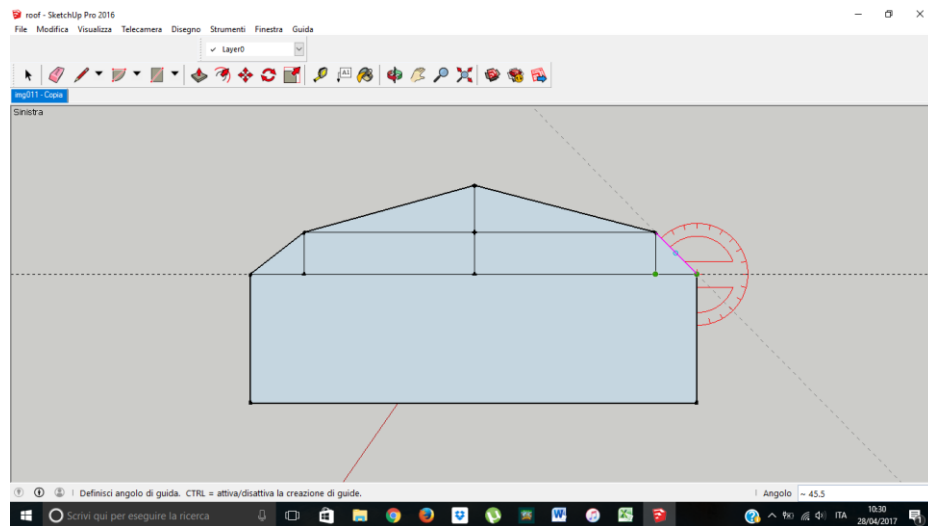 roof - SketchUp Pro 2016
File Modifica Visualizza Telecamera Disegno Strumenti Finestra Guida
Layer0
img011 - Copia
Sinistra
Definisci angolo di guida. CTRL = attiva/disattiva la creazione di guide.
Angolo ~ 45.5
Scrivi qui per eseguire la ricerca
ITA
10:30
28/04/2017